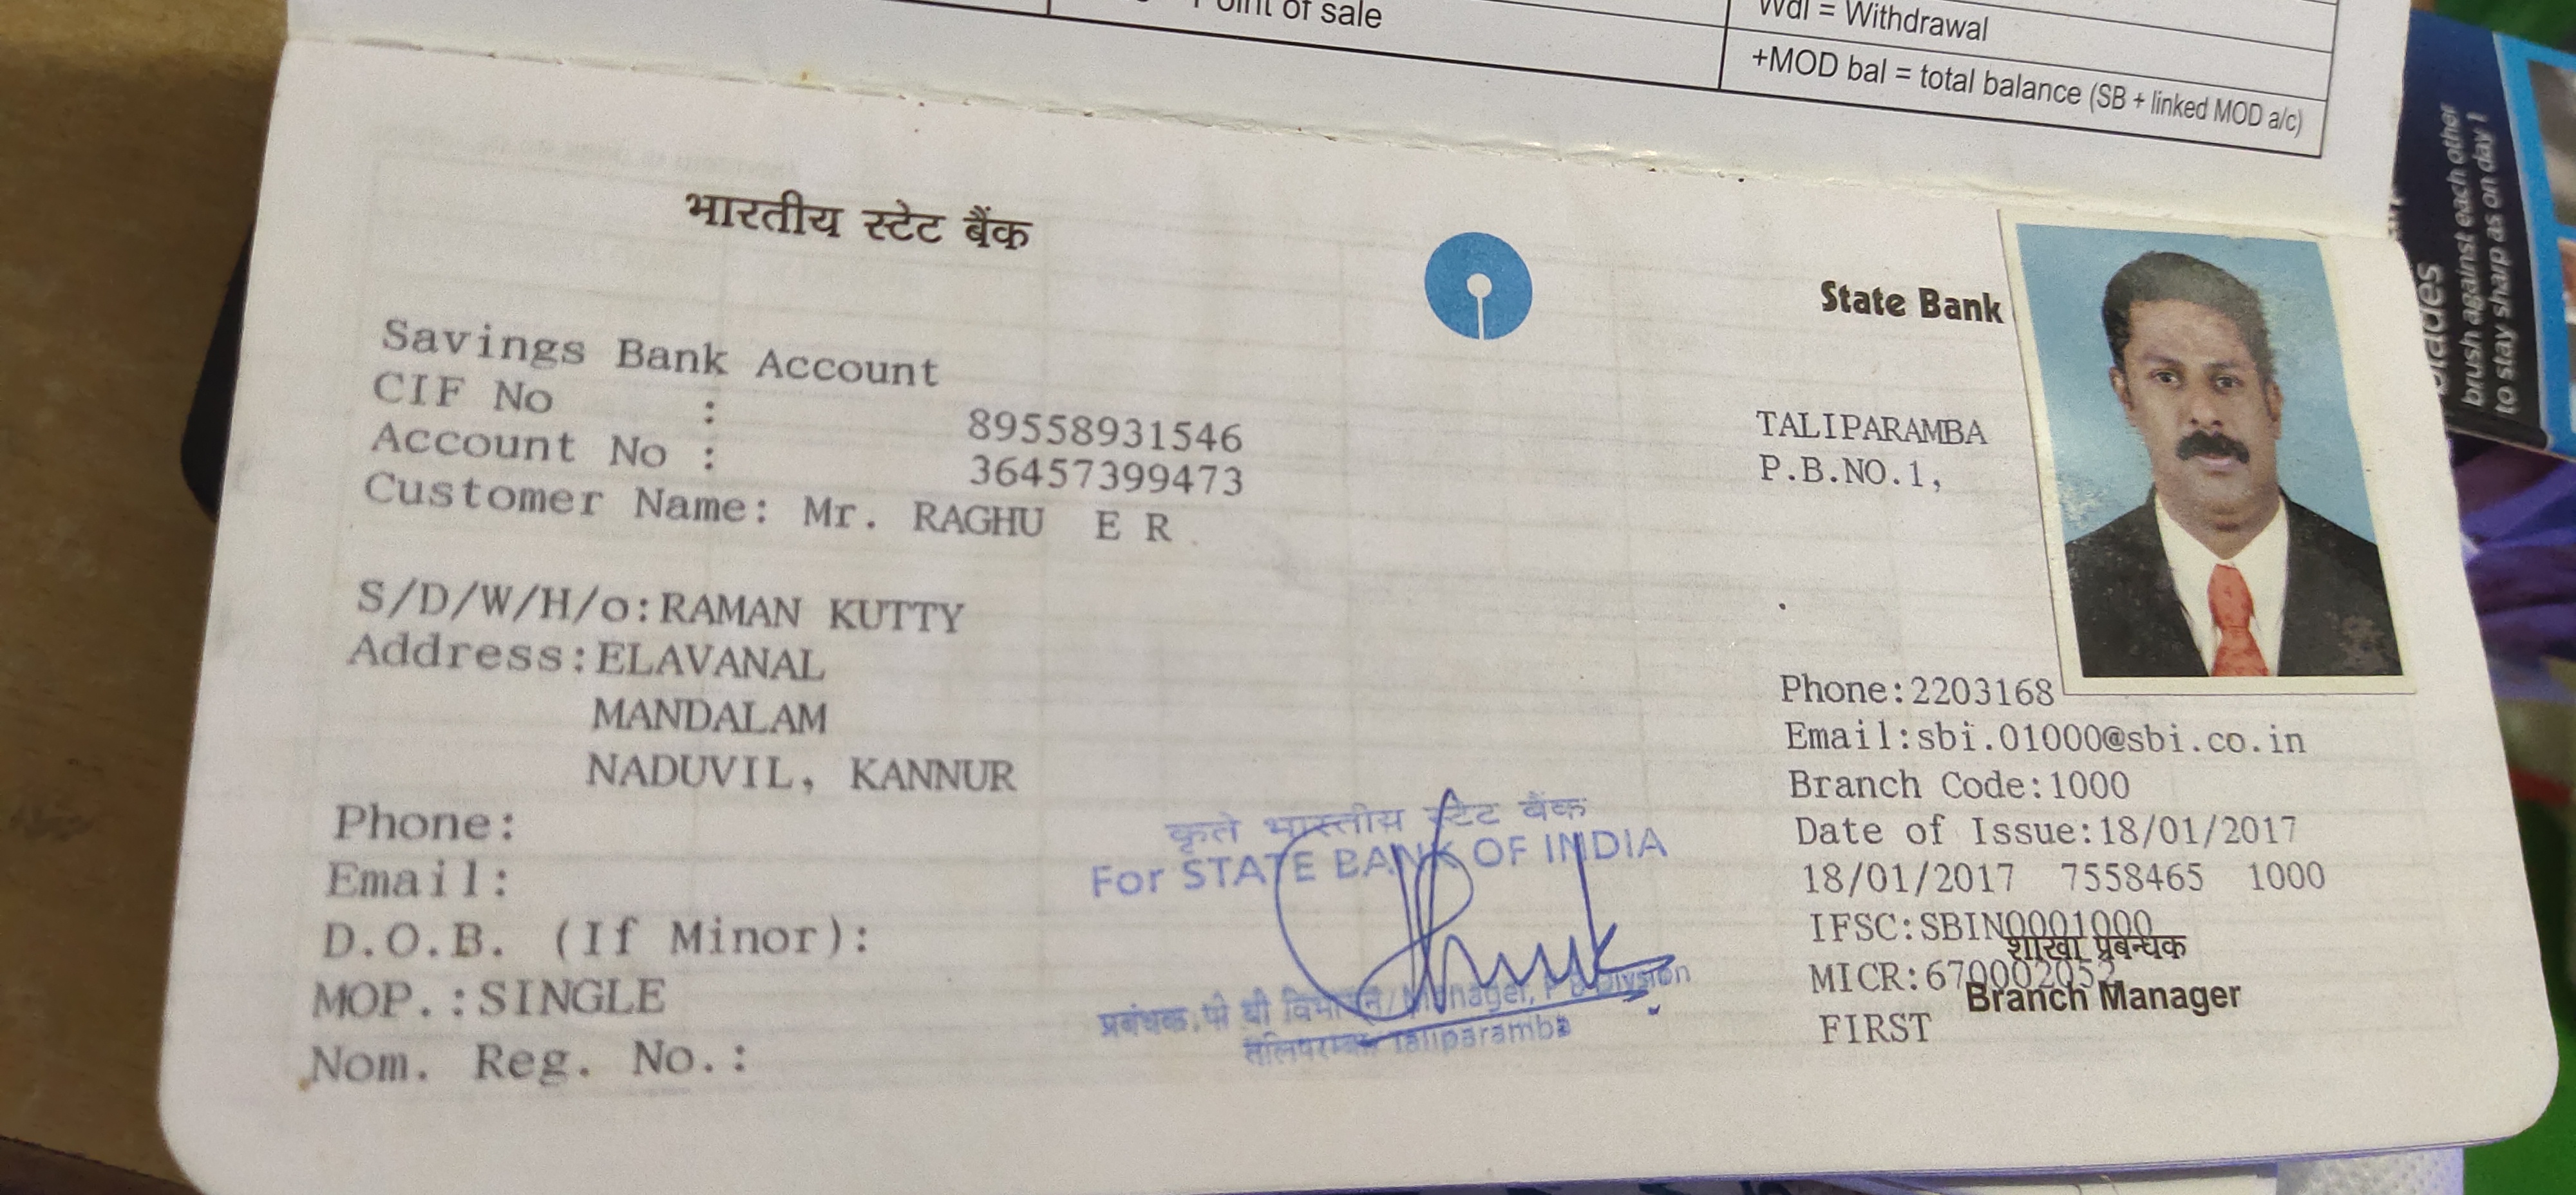 Point of sale
Wdl = Withdrawal
+MOD bal = total balance (SB + linked MOD a/c)
भारतीय स्टेट बैंक
State Bank
Savings Bank Account
CIF No : 89558931546
Account No : 36457399473
Customer Name: Mr. RAGHU E R
S/D/W/H/o:RAMAN KUTTY
Address:ELAVANAL
MANDALAM
NADUVIL, KANNUR
Phone:
Email:
D.O.B. (If Minor):
MOP.:SINGLE
Nom. Reg. No.:
TALIPARAMBA
P.B.NO.1,
Phone:2203168
Email:sbi.01000@sbi.co.in
Branch Code:1000
Date of Issue:18/01/2017
18/01/2017 7558465 1000
IFSC:SBIN0001000
शाखा प्रबन्धक
MICR:670002052
Branch Manager
FIRST
कृते भारतीय स्टेट बैंक
For STATE BANK OF INDIA
प्रबंधक, पी बी विभाजन/ Manager, P B Division
तलिपरम्बा Taliparamba
brush against each other
to stay sharp as on day 1